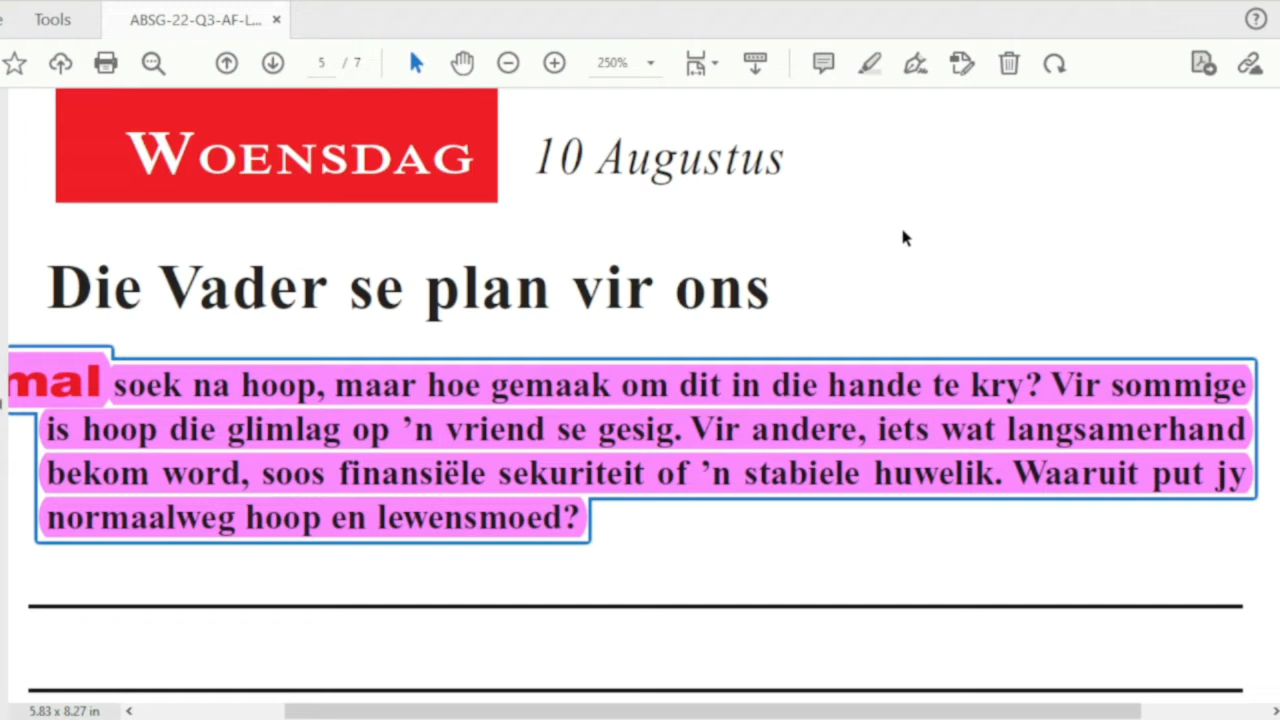 Tools
ABSG-22-Q3-AF-L... ×
5 / 7
250%
WOENSDAG 10 Augustus
Die Vader se plan vir ons
mal soek na hoop, maar hoe gemaak om dit in die hande te kry? Vir sommige
is hoop die glimlag op ’n vriend se gesig. Vir andere, iets wat langsamerhand
bekom word, soos finansiële sekuriteit of ’n stabiele huwelik. Waaruit put jy
normaalweg hoop en lewensmoed?
5.83 x 8.27 in